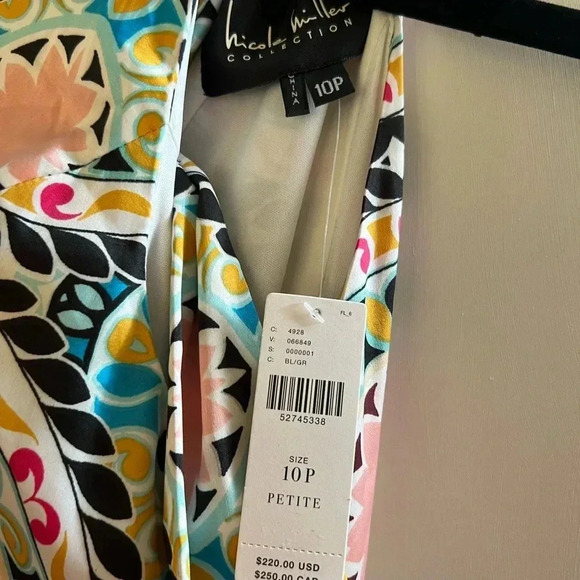 Nicole Miller
COLLECTION
CHINA
10P
FL_6
C: 4928
V: 066849
S: 0000001
C: BL/GR
52745338
SIZE
10P
PETITE
$220.00 USD
$250.00 CAD